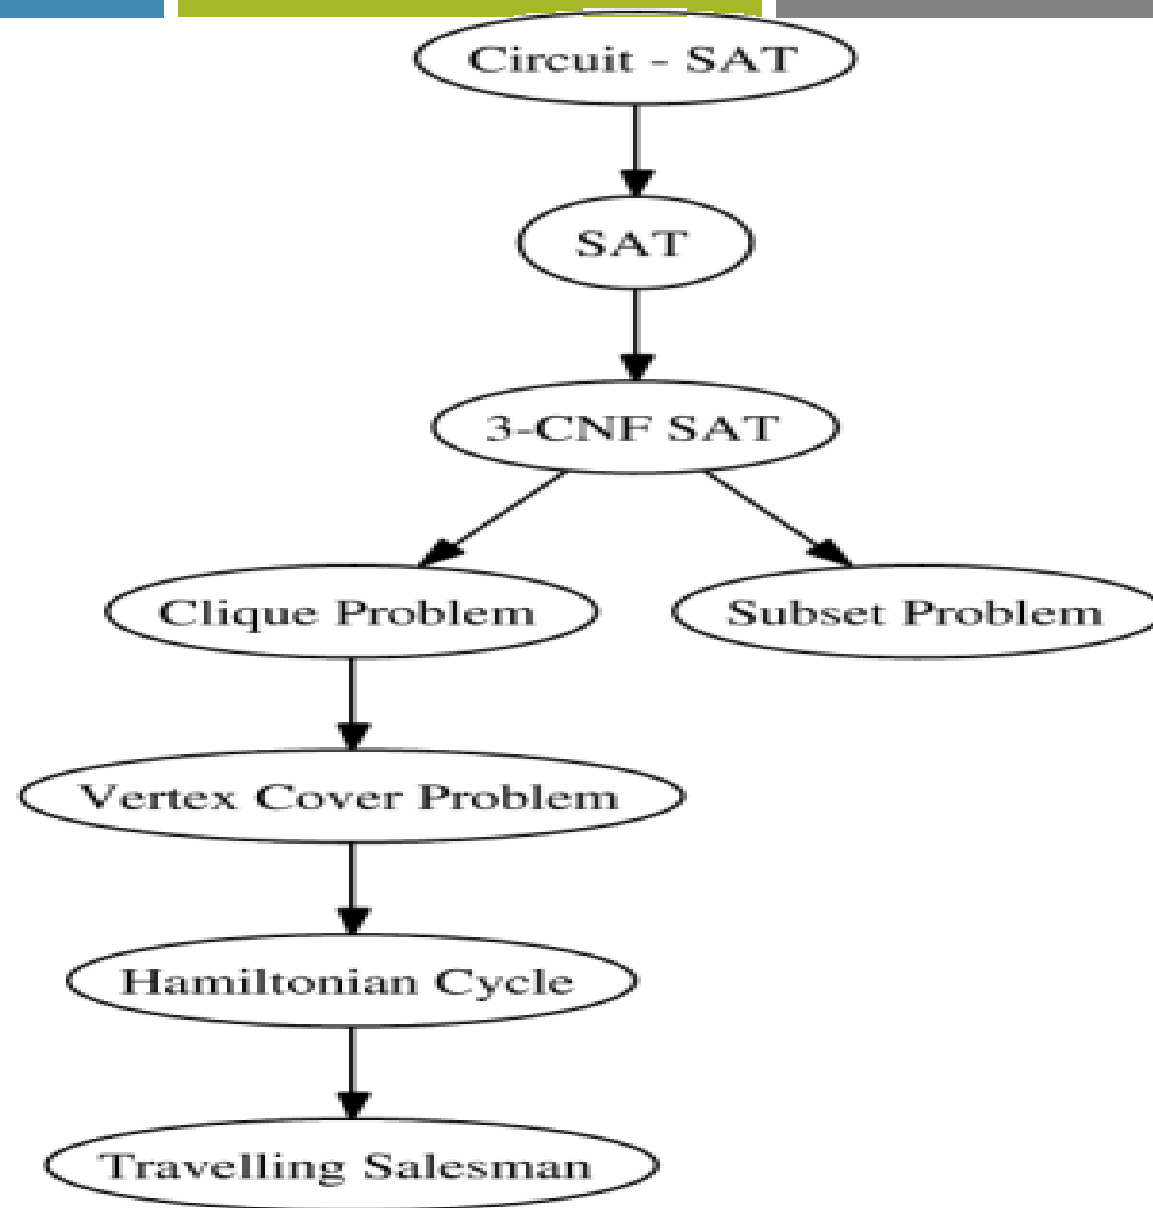 Circuit - SAT
SAT
3-CNF SAT
Clique Problem
Subset Problem
Vertex Cover Problem
Hamiltonian Cycle
Travelling Salesman